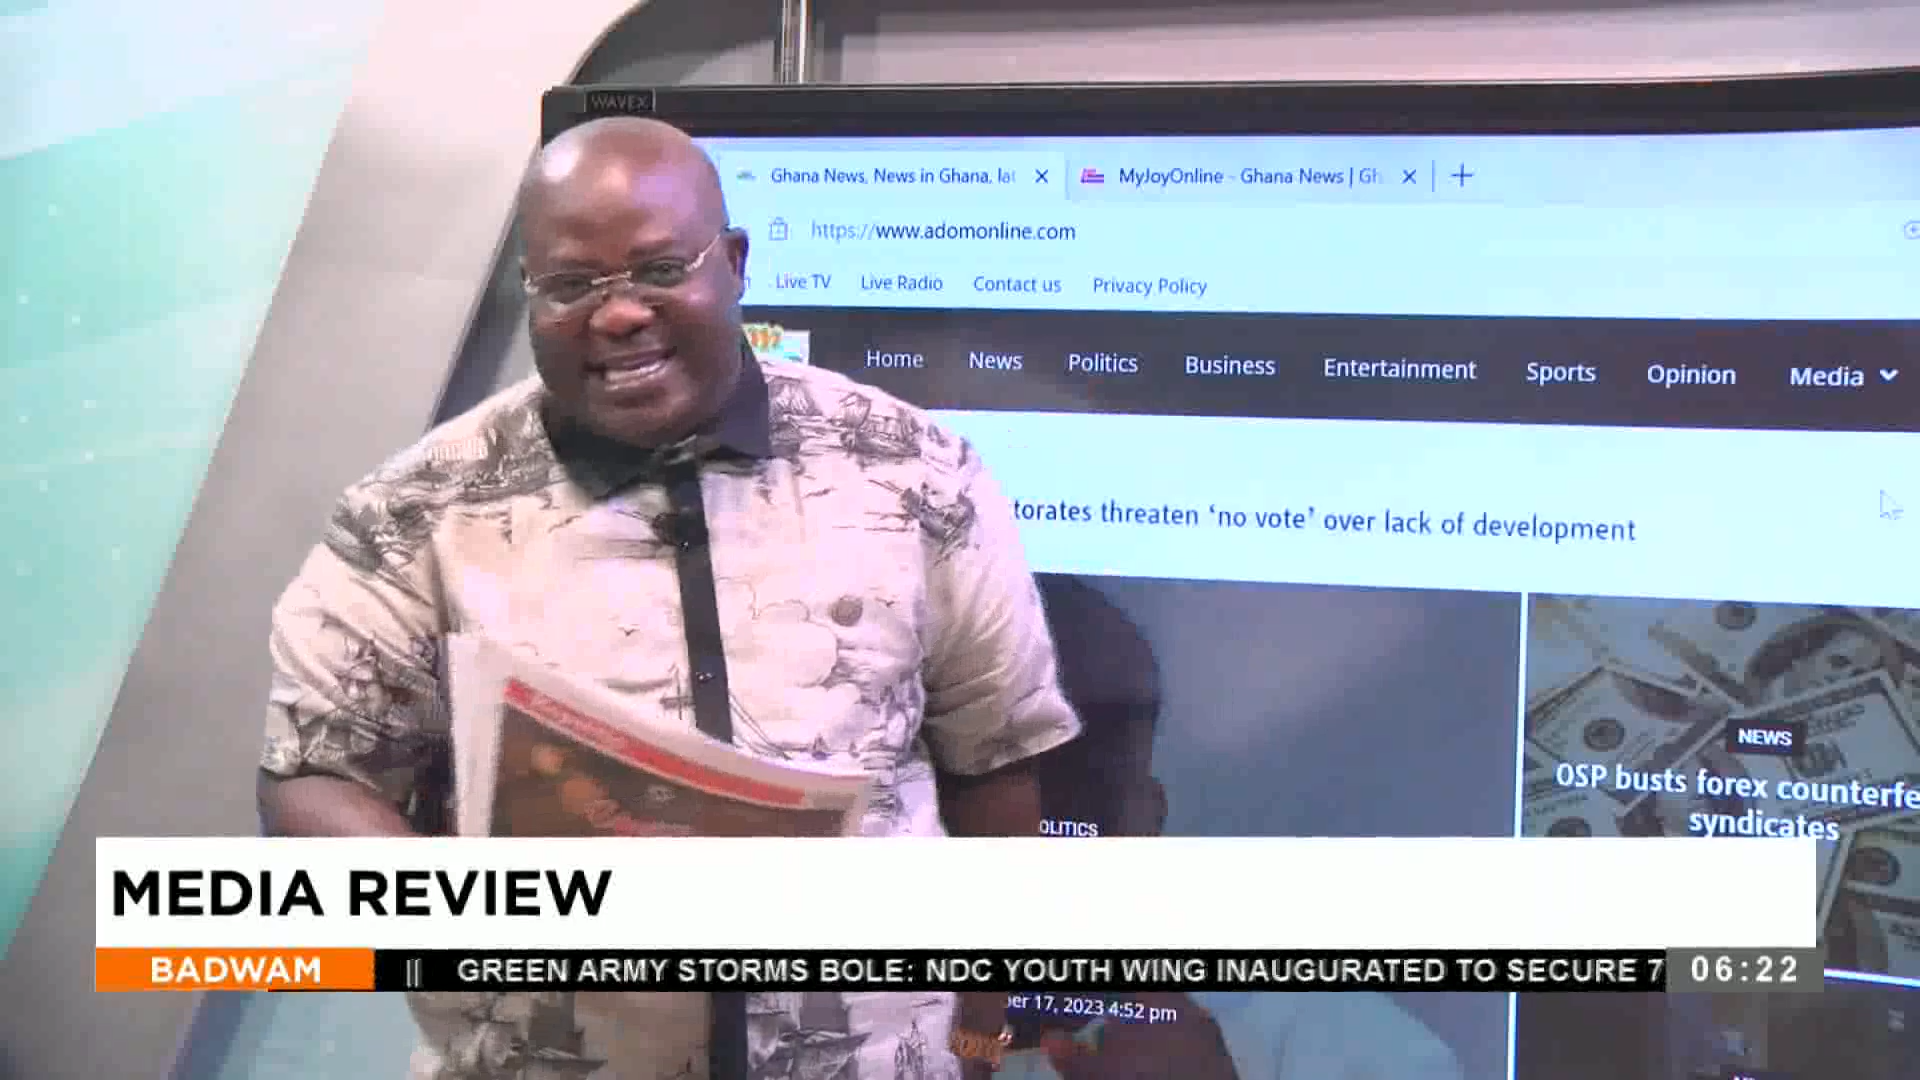 WAVEX
Ghana News, News in Ghana, lat
MyJoyOnline - Ghana News | Gh
https://www.adomonline.com
Live TV Live Radio Contact us Privacy Policy
Home News Politics Business Entertainment Sports Opinion Media
torates threaten ‘no vote’ over lack of development
NEWS
OSP busts forex counterfe
syndicates
OLITICS
MEDIA REVIEW
BADWAM || GREEN ARMY STORMS BOLE: NDC YOUTH WING INAUGURATED TO SECURE 7 06:22
ber 17, 2023 4:52 pm